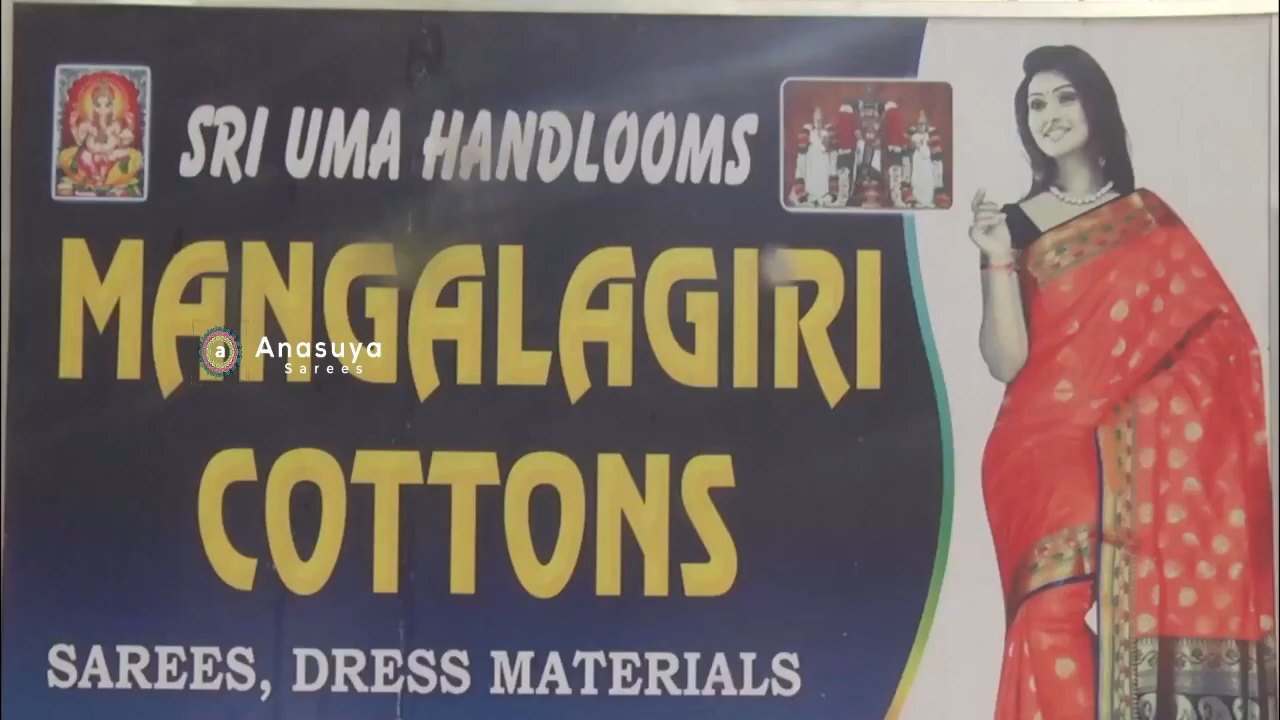 SRI UMA HANDLOOMS
MANGALAGIRI
a Anasuya
Sarees
COTTONS
SAREES, DRESS MATERIALS